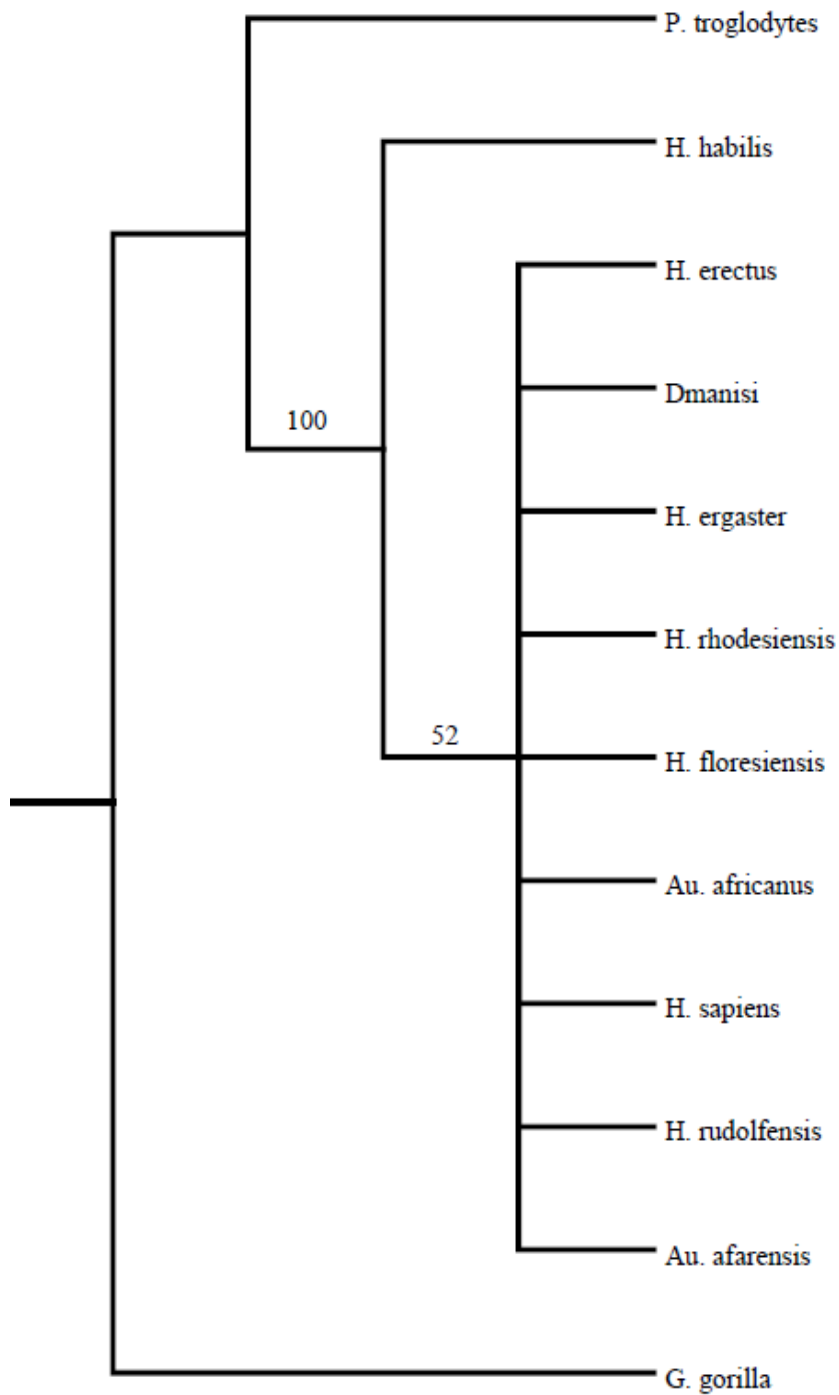 P. troglodytes
H. habilis
H. erectus
Dmanisi
100
H. ergaster
H. rhodesiensis
52
H. floresiensis
Au. africanus
H. sapiens
H. rudolfensis
Au. afarensis
G. gorilla